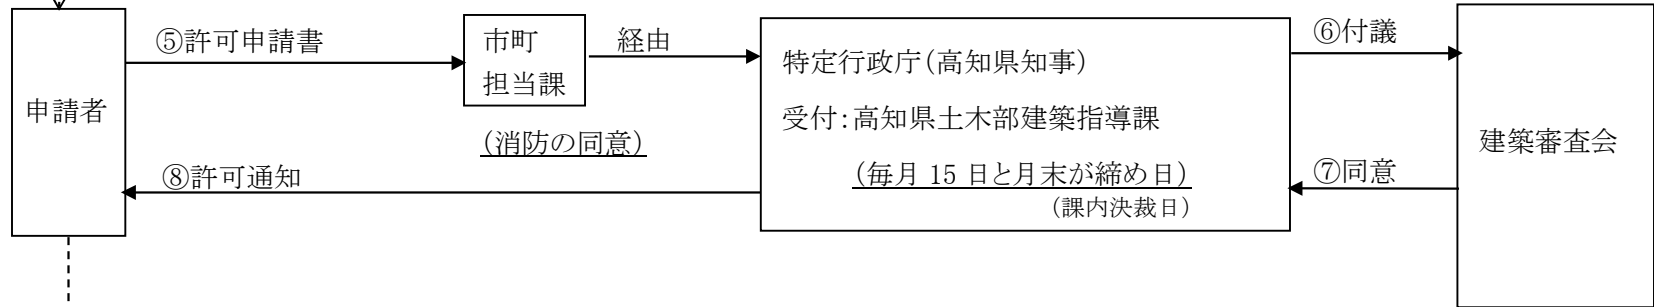 申請者
⑤許可申請書
市町
担当課
経由
(消防の同意)
⑧許可通知
特定行政庁(高知県知事)
受付:高知県土木部建築指導課
(毎月 15 日と月末が締め日)
(課内決裁日)
⑥付議
⑦同意
建築審査会